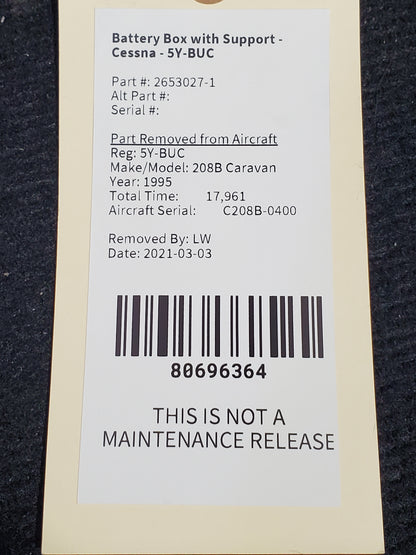 Battery Box with Support -
Cessna - 5Y-BUC
Part #: 2653027-1
Alt Part #:
Serial #:
Part Removed from Aircraft
Reg: 5Y-BUC
Make/Model: 208B Caravan
Year: 1995
Total Time: 17,961
Aircraft Serial: C208B-0400
Removed By: LW
Date: 2021-03-03
80696364
THIS IS NOT A
MAINTENANCE RELEASE